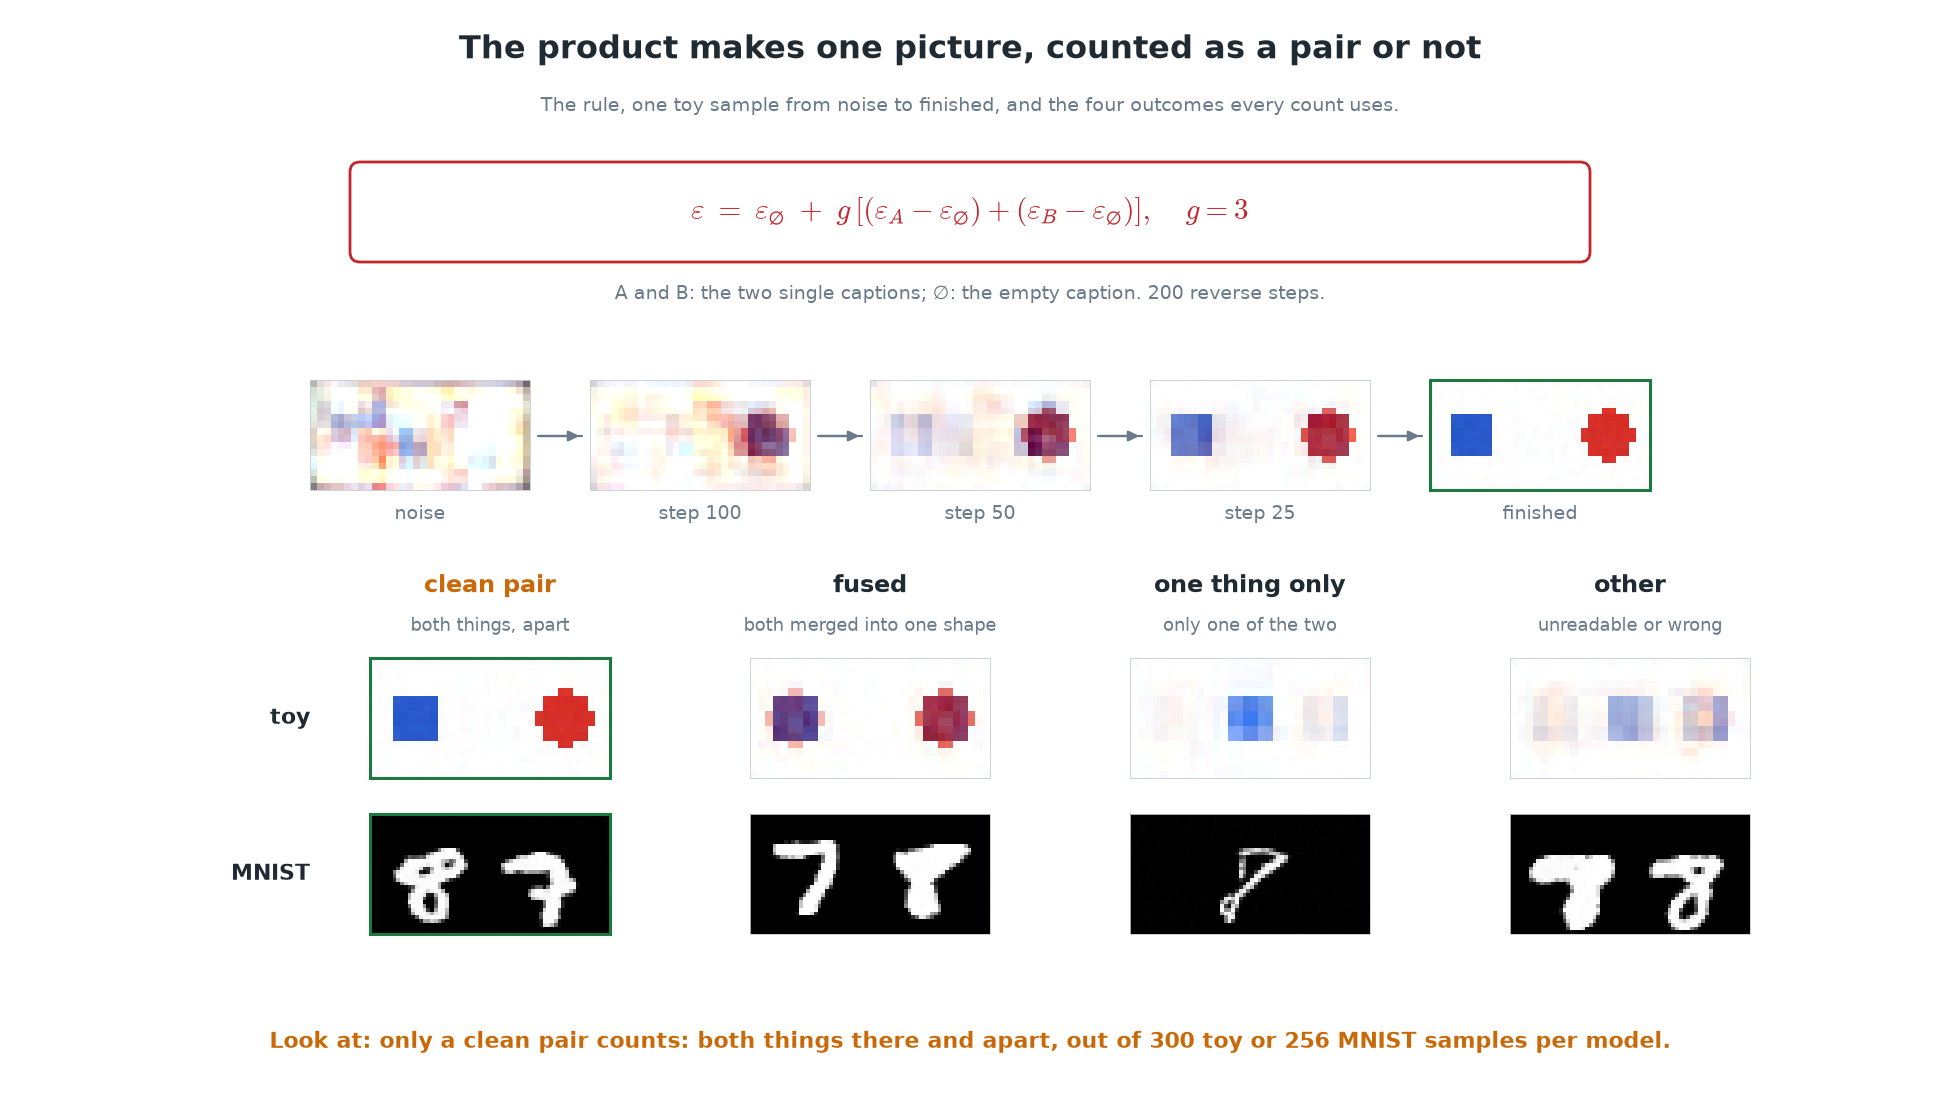 The product makes one picture, counted as a pair or not
The rule, one toy sample from noise to finished, and the four outcomes every count uses.
ε = ε∅ + g [(εA − ε∅) + (εB − ε∅)], g = 3
A and B: the two single captions; ∅: the empty caption. 200 reverse steps.
noise
step 100
step 50
step 25
finished
clean pair
fused
one thing only
other
both things, apart
both merged into one shape
only one of the two
unreadable or wrong
toy
MNIST
8 7
7
Look at: only a clean pair counts: both things there and apart, out of 300 toy or 256 MNIST samples per model.